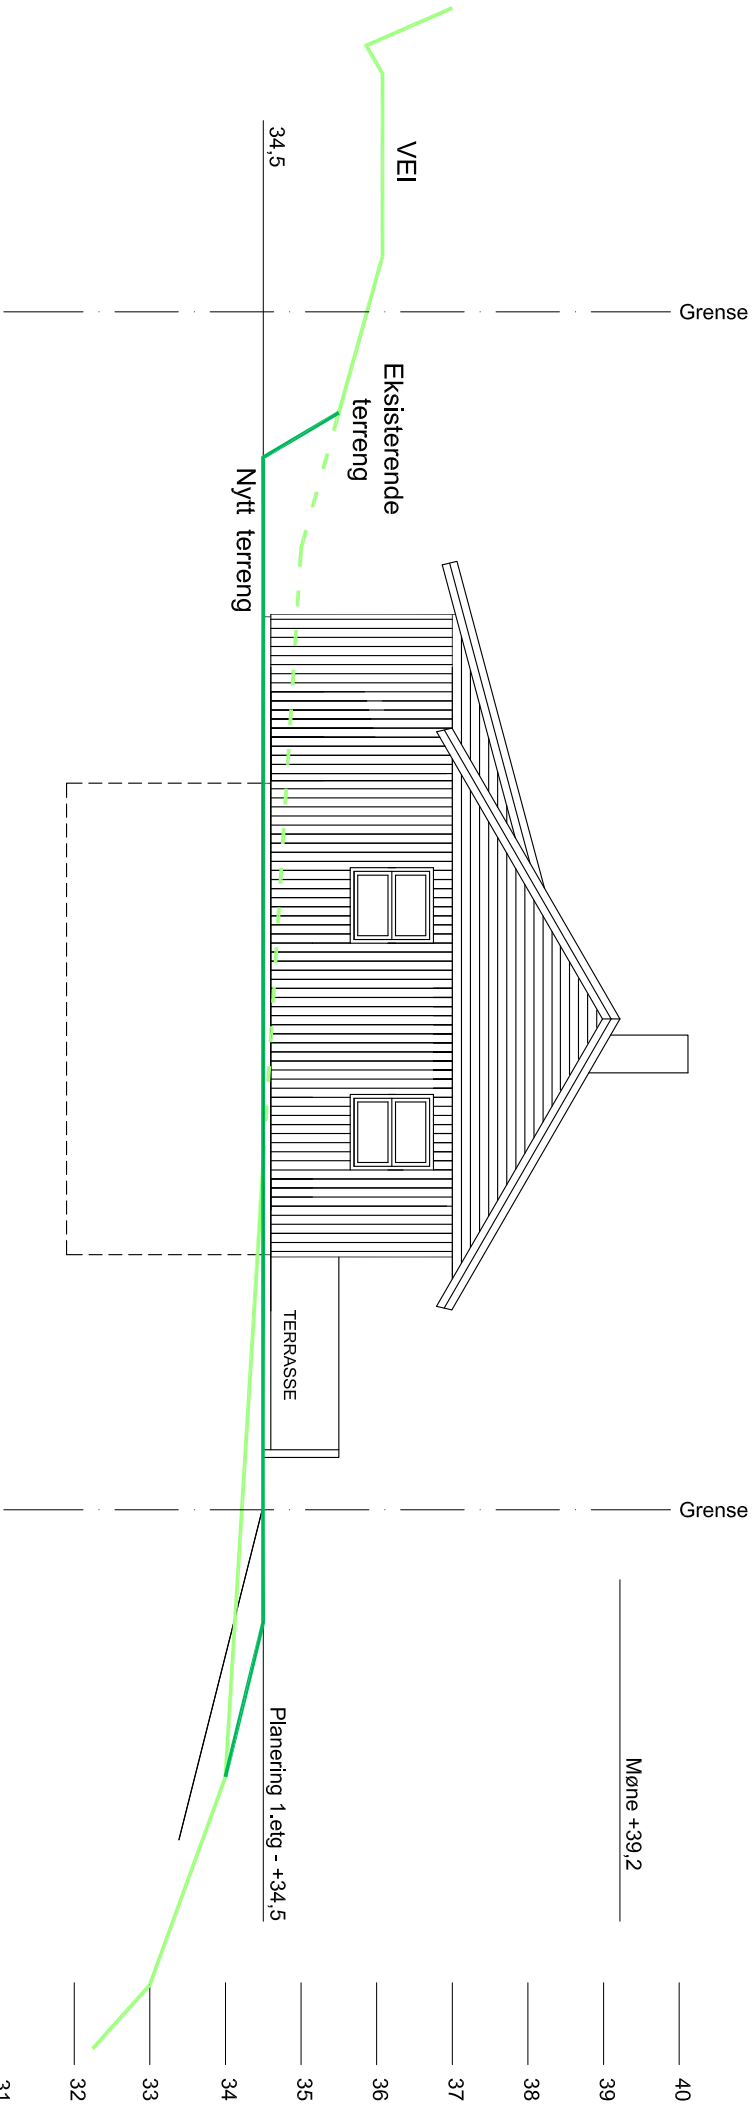 VEI
34,5
Grense
Eksisterende
terreng
Nytt terreng
TERRASSE
Grense
Møne +39,2
Planering 1.etg - +34,5
40
39
38
37
36
35
34
33
32
31